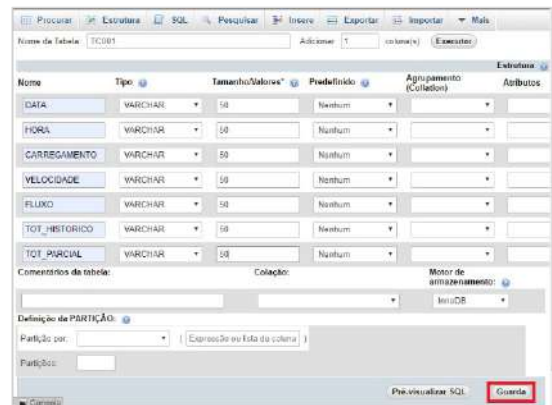 Procurar Estrutura SQL Pesquisar Insere Exportar Importar Mais
Nome da Tabela: TC001 Adicionar 1 coluna(s) Executar
Estrutura
Nome Tipo Tamanho/Valores* Predefinido Agrupamento (Collation) Atributos
DATA VARCHAR 50 Nenhum
HORA VARCHAR 50 Nenhum
CARREGAMENTO VARCHAR 50 Nenhum
VELOCIDADE VARCHAR 50 Nenhum
FLUXO VARCHAR 50 Nenhum
TOT_HISTORICO VARCHAR 50 Nenhum
TOT_PARCIAL VARCHAR 50 Nenhum
Comentários da tabela: Colação: Motor de armazenamento:
InnoDB
Definição da PARTIÇÃO:
Partição por: ( Expressão ou lista da coluna )
Partições:
Pré-visualizar SQL Guarda
Consola